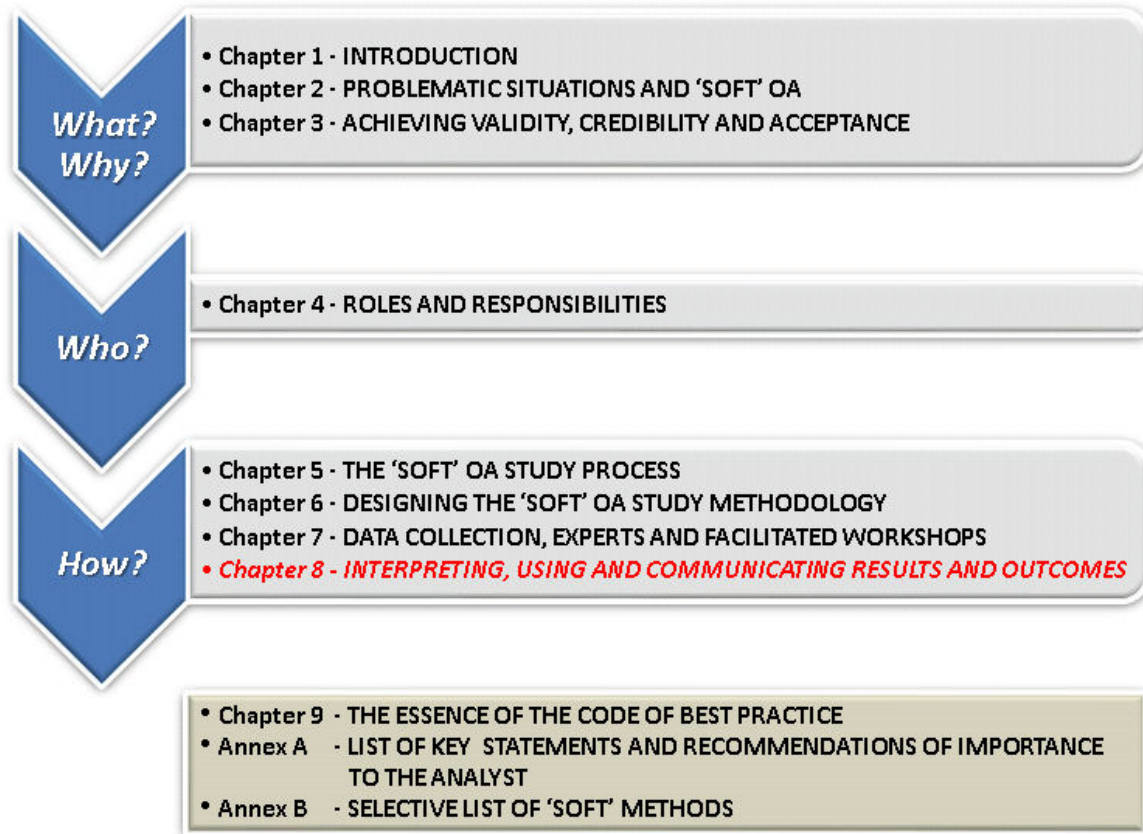 What?
Why?
• Chapter 1 - INTRODUCTION
• Chapter 2 - PROBLEMATIC SITUATIONS AND ‘SOFT’ OA
• Chapter 3 - ACHIEVING VALIDITY, CREDIBILITY AND ACCEPTANCE
Who?
• Chapter 4 - ROLES AND RESPONSIBILITIES
How?
• Chapter 5 - THE ‘SOFT’ OA STUDY PROCESS
• Chapter 6 - DESIGNING THE ‘SOFT’ OA STUDY METHODOLOGY
• Chapter 7 - DATA COLLECTION, EXPERTS AND FACILITATED WORKSHOPS
• Chapter 8 - INTERPRETING, USING AND COMMUNICATING RESULTS AND OUTCOMES
• Chapter 9 - THE ESSENCE OF THE CODE OF BEST PRACTICE
• Annex A - LIST OF KEY STATEMENTS AND RECOMMENDATIONS OF IMPORTANCE
TO THE ANALYST
• Annex B - SELECTIVE LIST OF ‘SOFT’ METHODS